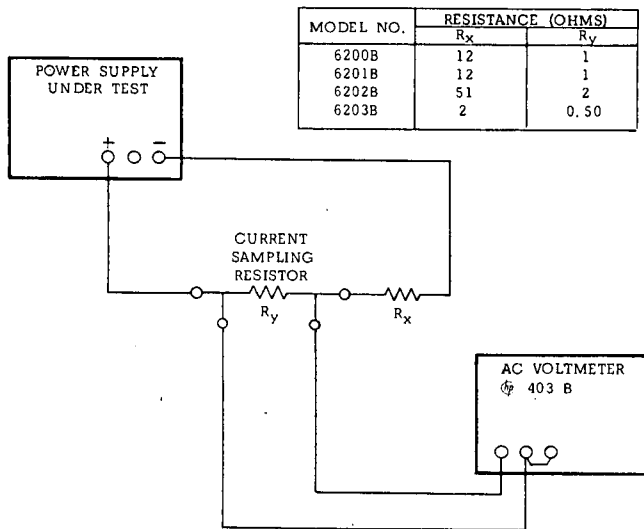 MODEL NO. RESISTANCE (OHMS)
Rx Ry
6200B 12 1
6201B 12 1
6202B 51 2
6203B 2 0.50
POWER SUPPLY
UNDER TEST
+ −
CURRENT
SAMPLING
RESISTOR
Ry Rx
AC VOLTMETER
hp 403 B